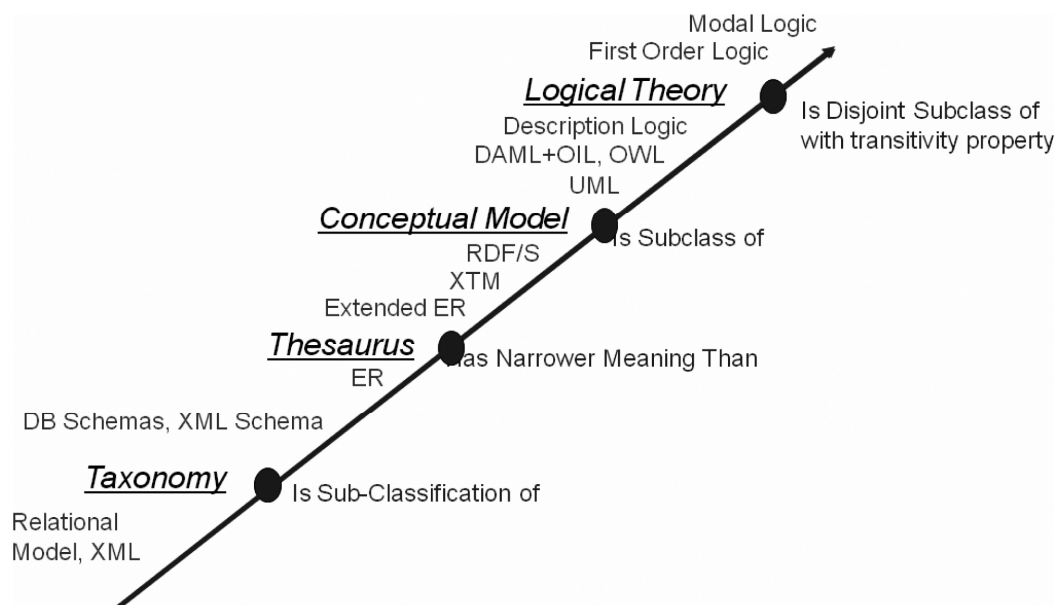 Modal Logic
First Order Logic
Logical Theory
Is Disjoint Subclass of
with transitivity property
Description Logic
DAML+OIL, OWL
UML
Conceptual Model
Is Subclass of
RDF/S
XTM
Extended ER
Thesaurus
Has Narrower Meaning Than
ER
DB Schemas, XML Schema
Taxonomy
Is Sub-Classification of
Relational
Model, XML